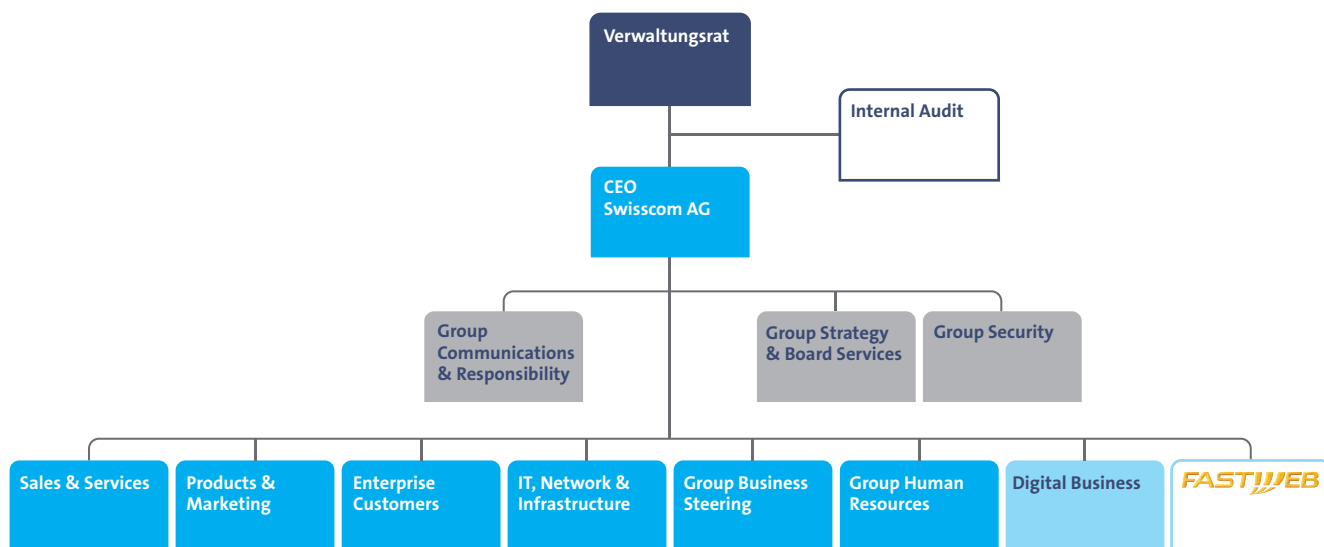 Verwaltungsrat
Internal Audit
CEO
Swisscom AG
Group
Communications
& Responsibility
Group Strategy
& Board Services
Group Security
Sales & Services
Products &
Marketing
Enterprise
Customers
IT, Network &
Infrastructure
Group Business
Steering
Group Human
Resources
Digital Business
FASTWEB